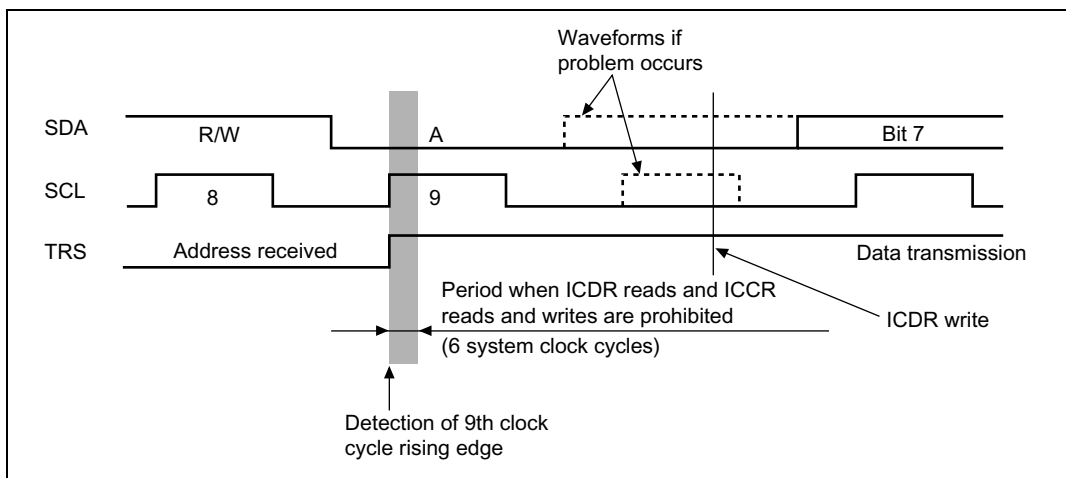 Waveforms if
problem occurs
SDA
R/W
A
Bit 7
SCL
8
9
TRS
Address received
Data transmission
Period when ICDR reads and ICCR
reads and writes are prohibited
(6 system clock cycles)
ICDR write
Detection of 9th clock
cycle rising edge